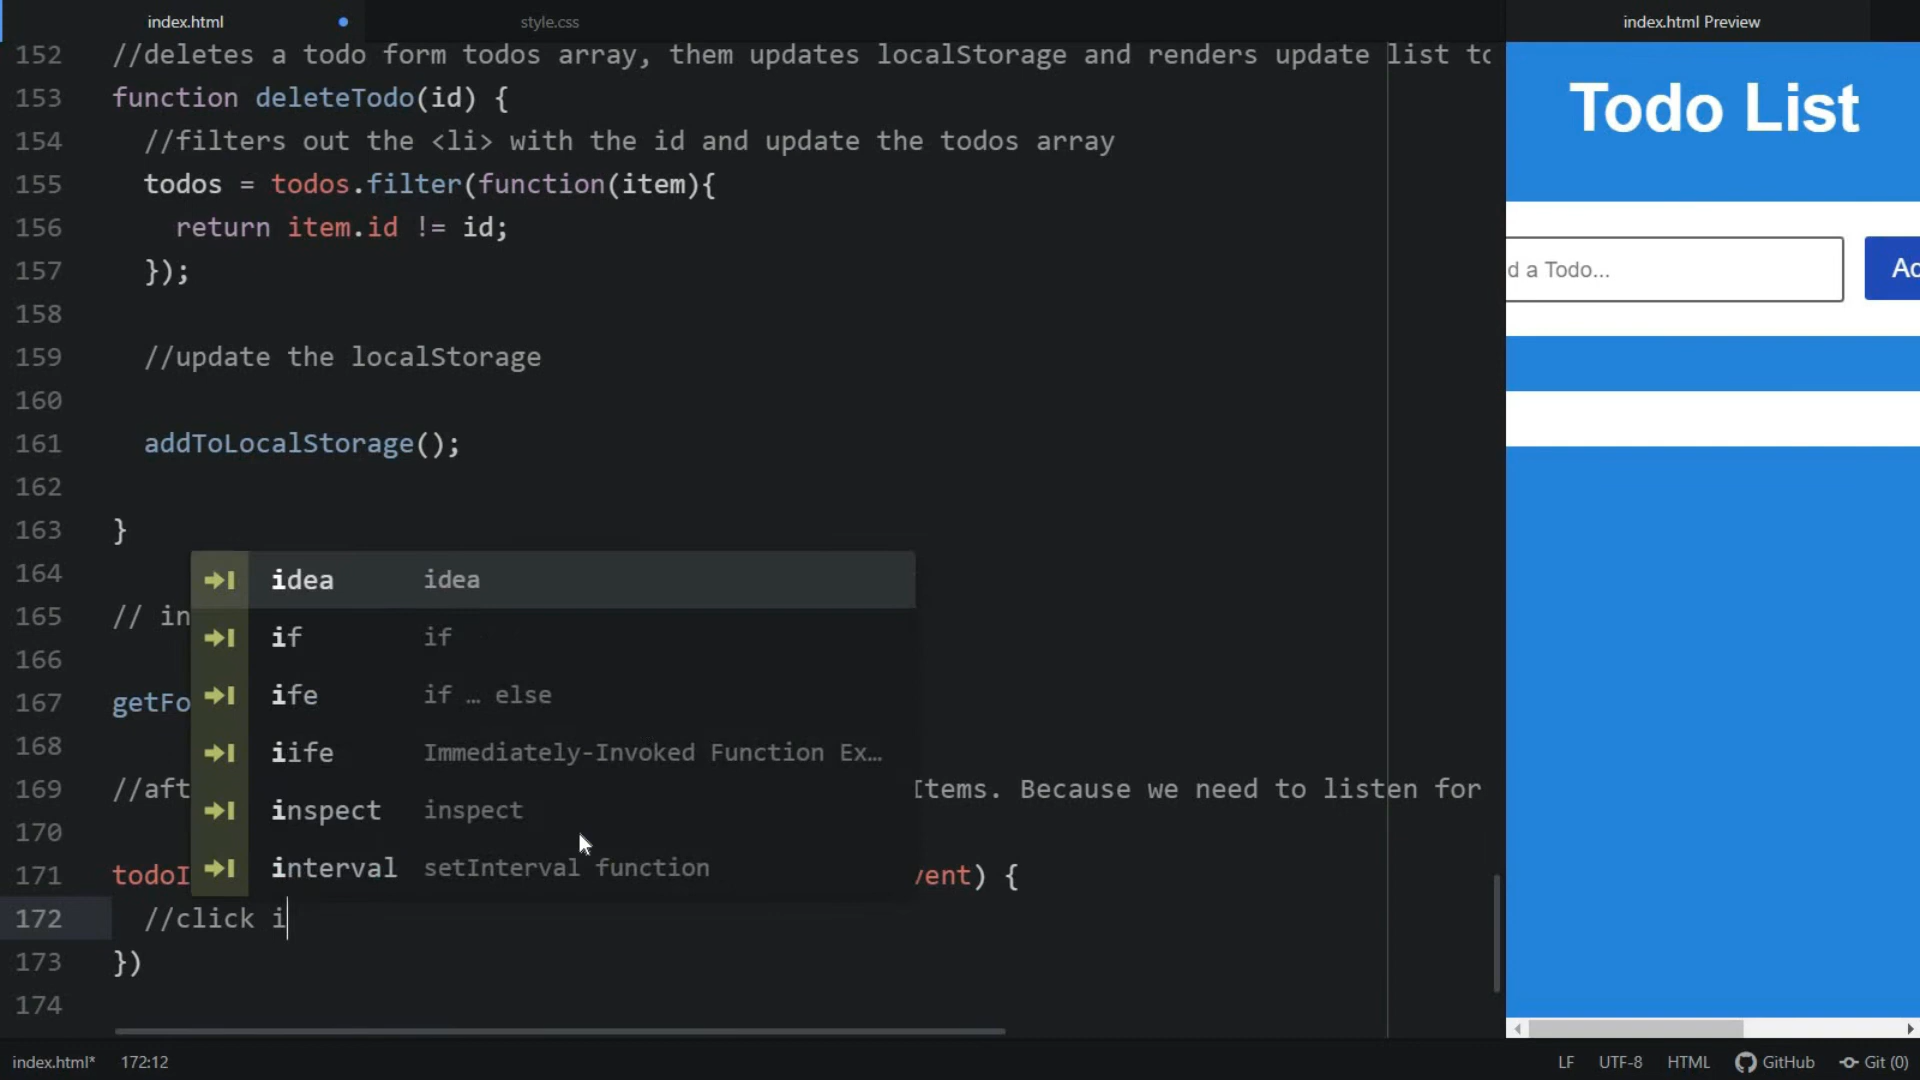 index.html
style.css
index.html Preview
152 //deletes a todo form todos array, them updates localStorage and renders update list to
153 function deleteTodo(id) {
154 //filters out the <li> with the id and update the todos array
155 todos = todos.filter(function(item){
156 return item.id != id;
157 });
158
159 //update the localStorage
160
161 addToLocalStorage();
162
163 }
164
165 // in
166
167 getFo
168
169 //aft Items. Because we need to listen for
170
171 todoI vent) {
172 //click i
173 })
174
idea idea
if if
ife if … else
iife Immediately-Invoked Function Ex…
inspect inspect
interval setInterval function
Todo List
d a Todo...
Ad
index.html* 172:12
LF UTF-8 HTML GitHub Git (0)